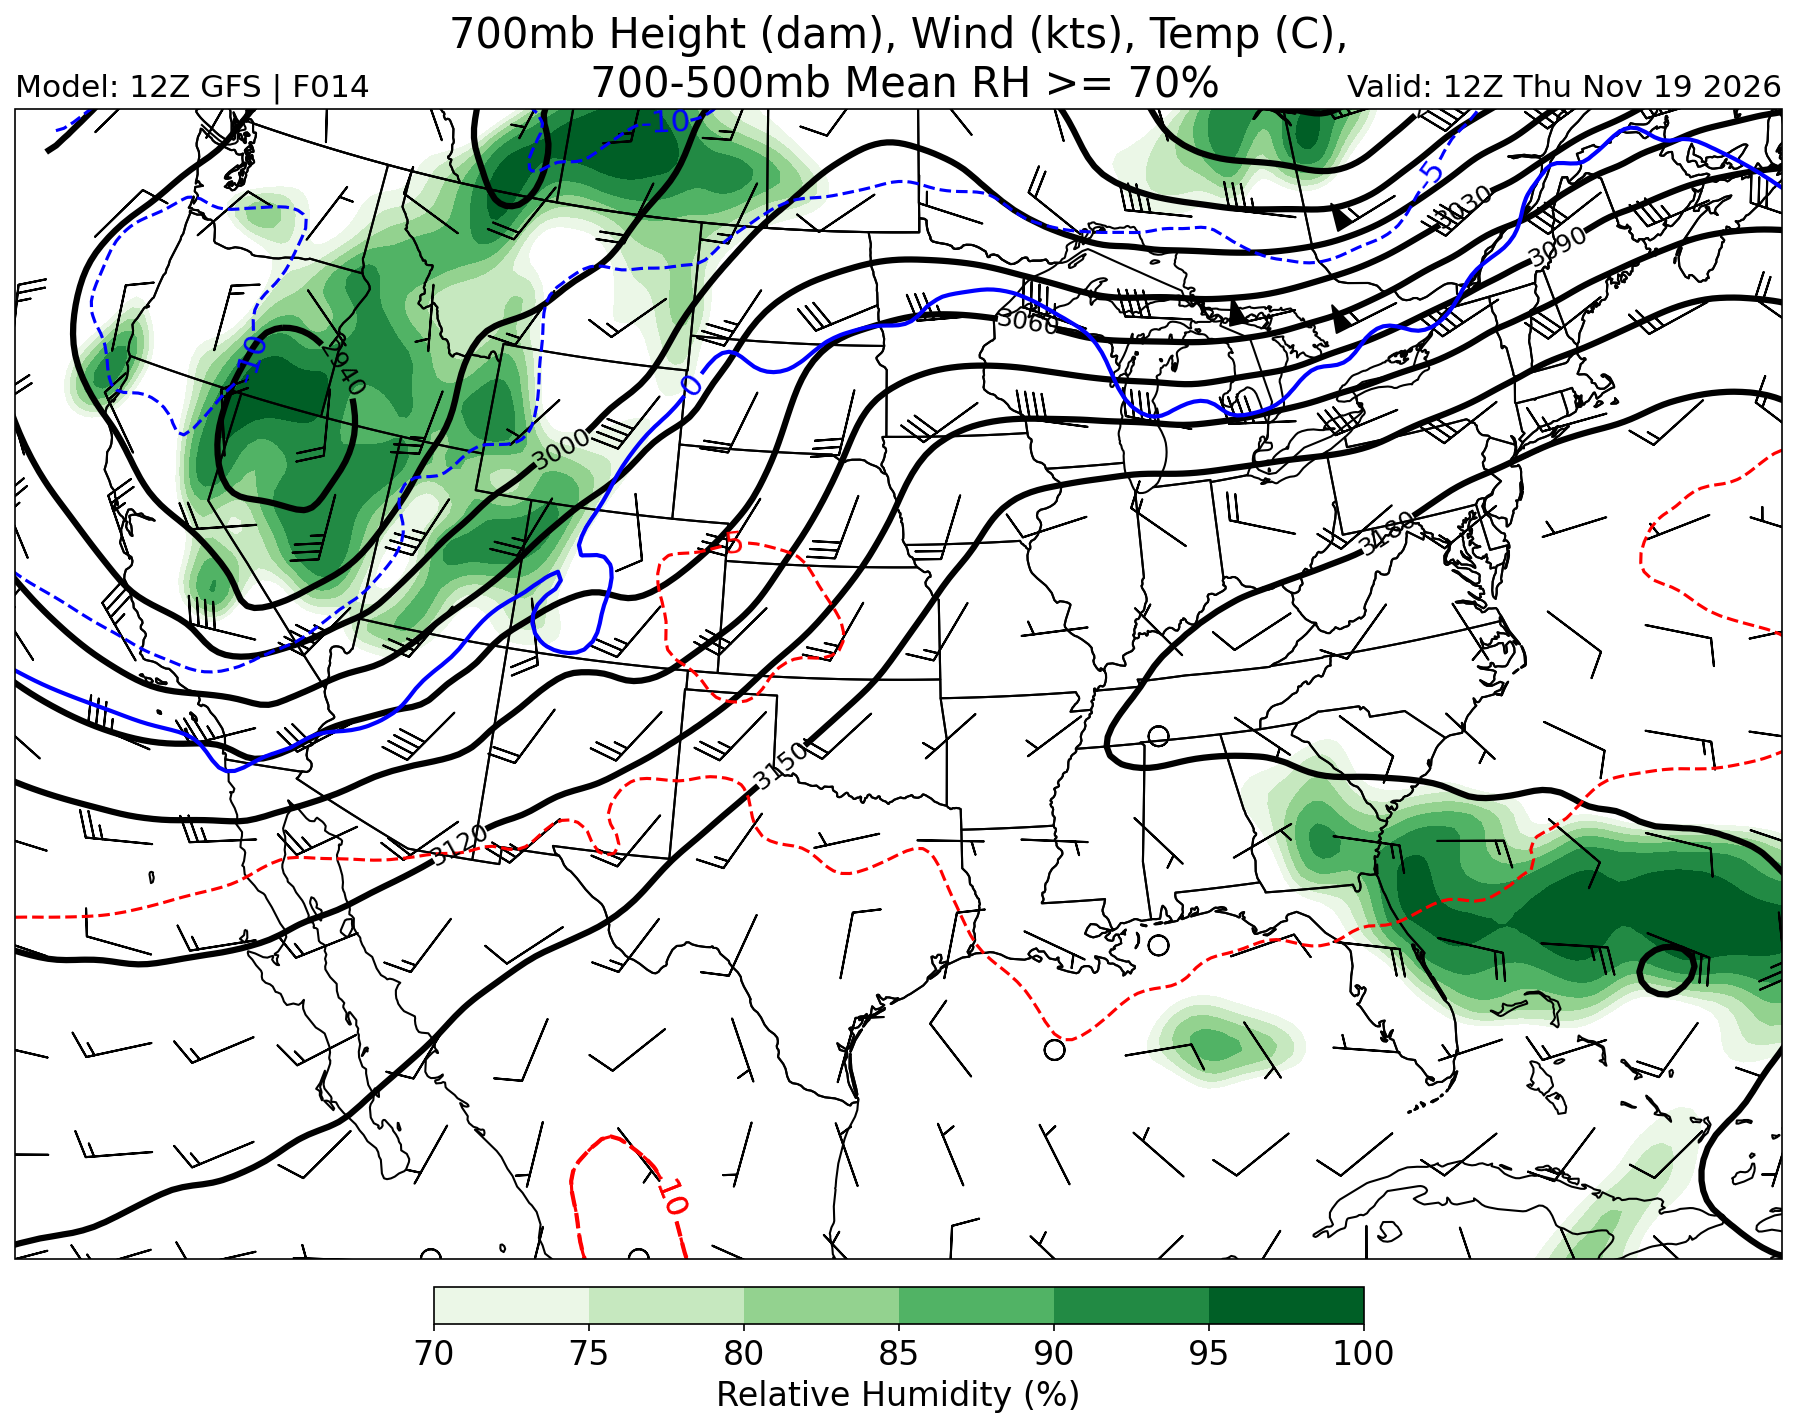 700mb Height (dam), Wind (kts), Temp (C),
700-500mb Mean RH >= 70%
Model: 12Z GFS | F014
Valid: 12Z Thu Nov 19 2026
-10
-5
3030
3090
3060
-10
2940
0
3000
5
3180
3150
3120
10
70 75 80 85 90 95 100
Relative Humidity (%)